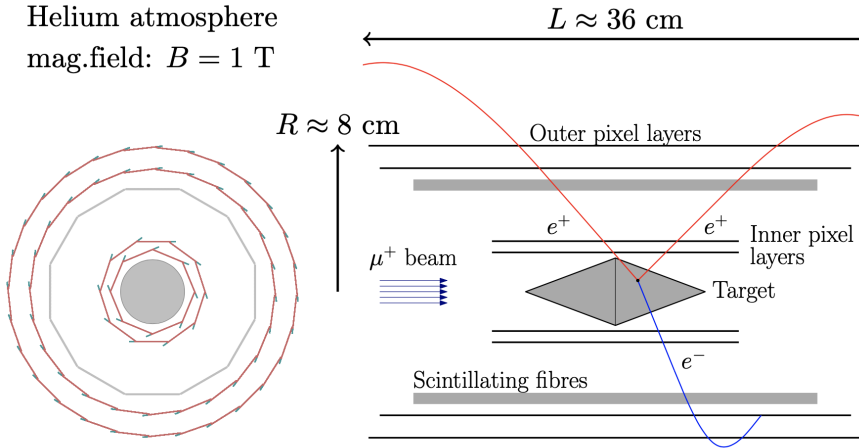 Helium atmosphere
mag.field: B = 1 T
L ≈ 36 cm
R ≈ 8 cm
Outer pixel layers
e⁺
e⁺
Inner pixel
layers
μ⁺ beam
Target
e⁻
Scintillating fibres